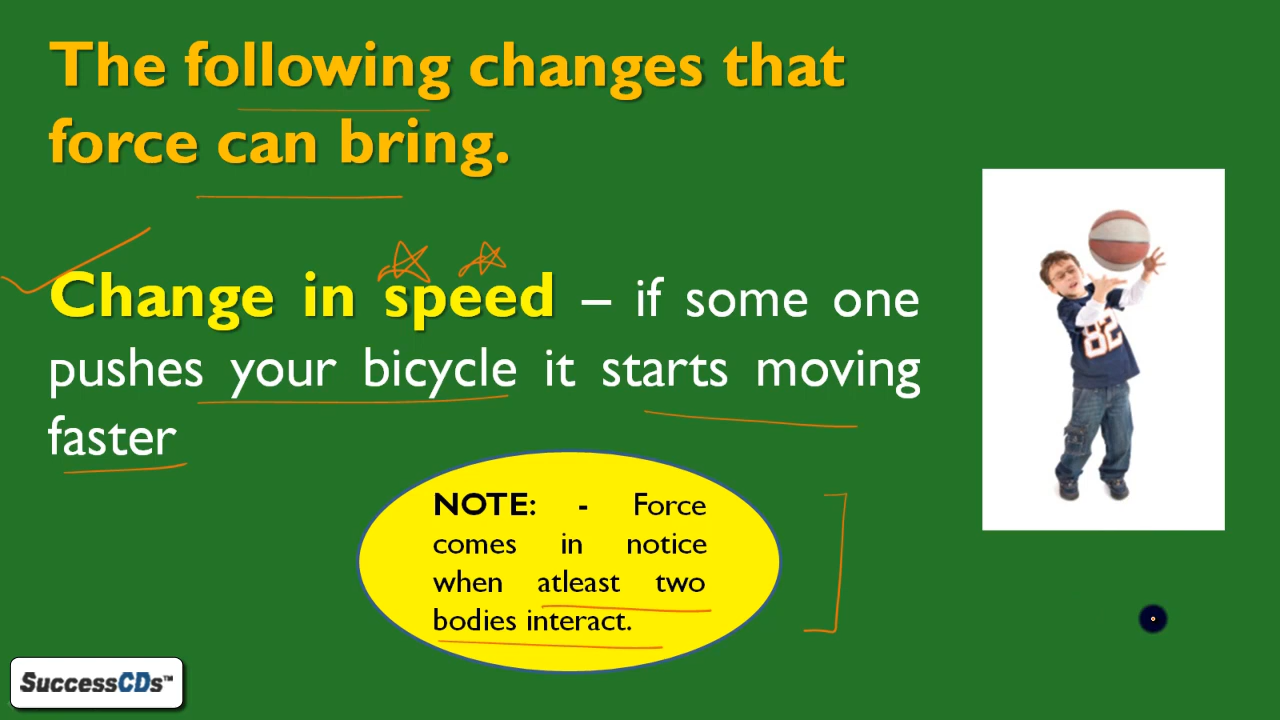 The following changes that
force can bring.
Change in speed – if some one
pushes your bicycle it starts moving
faster
NOTE: - Force
comes in notice
when atleast two
bodies interact.
82
SuccessCDs™